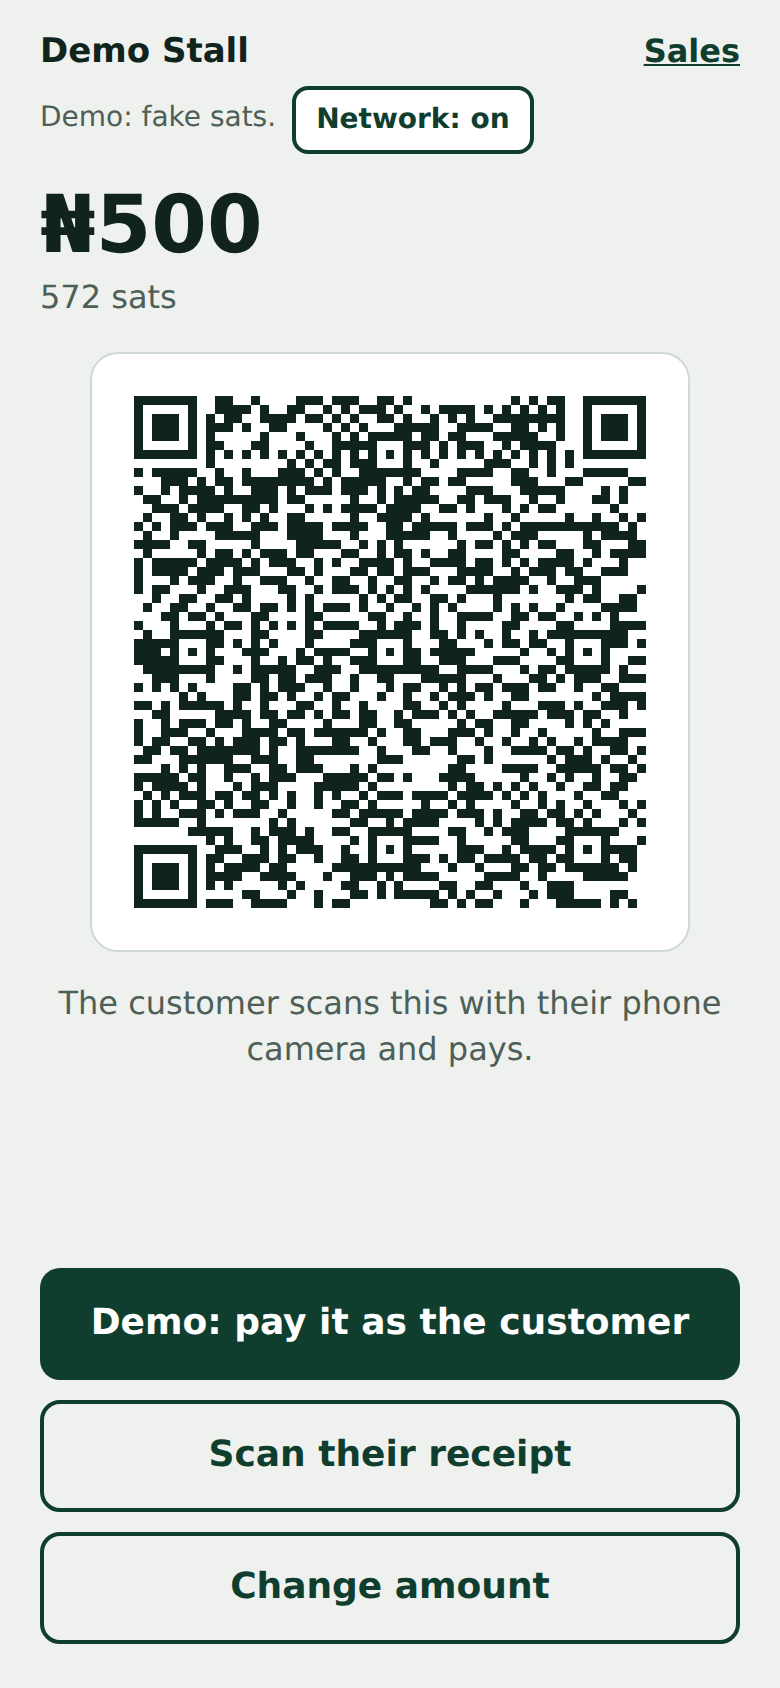 Demo Stall
Sales
Demo: fake sats.
Network: on
₦500
572 sats
The customer scans this with their phone
camera and pays.
Demo: pay it as the customer
Scan their receipt
Change amount